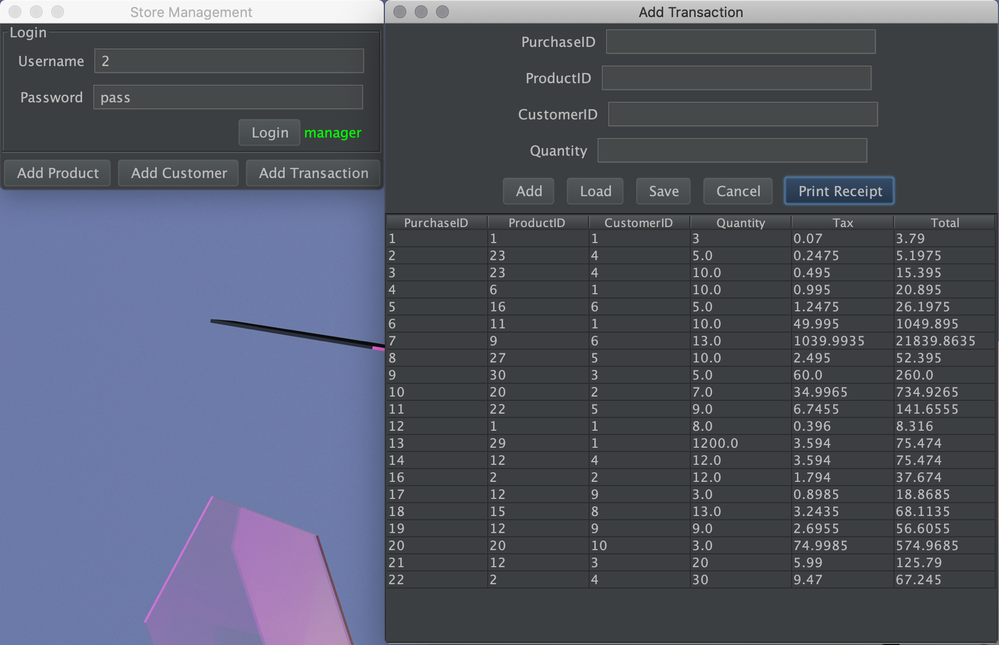 Store Management
Login
Username 2
Password pass
Login manager
Add Product Add Customer Add Transaction
Add Transaction
PurchaseID
ProductID
CustomerID
Quantity
Add Load Save Cancel Print Receipt
PurchaseID ProductID CustomerID Quantity Tax Total
1 1 1 3 0.07 3.79
2 23 4 5.0 0.2475 5.1975
3 23 4 10.0 0.495 15.395
4 6 1 10.0 0.995 20.895
5 16 6 5.0 1.2475 26.1975
6 11 1 10.0 49.995 1049.895
7 9 6 13.0 1039.9935 21839.8635
8 27 5 10.0 2.495 52.395
9 30 3 5.0 60.0 260.0
10 20 2 7.0 34.9965 734.9265
11 22 5 9.0 6.7455 141.6555
12 1 1 8.0 0.396 8.316
13 29 1 1200.0 3.594 75.474
14 12 4 12.0 3.594 75.474
16 2 2 12.0 1.794 37.674
17 12 9 3.0 0.8985 18.8685
18 15 8 13.0 3.2435 68.1135
19 12 9 9.0 2.6955 56.6055
20 20 10 3.0 74.9985 574.9685
21 12 3 20 5.99 125.79
22 2 4 30 9.47 67.245